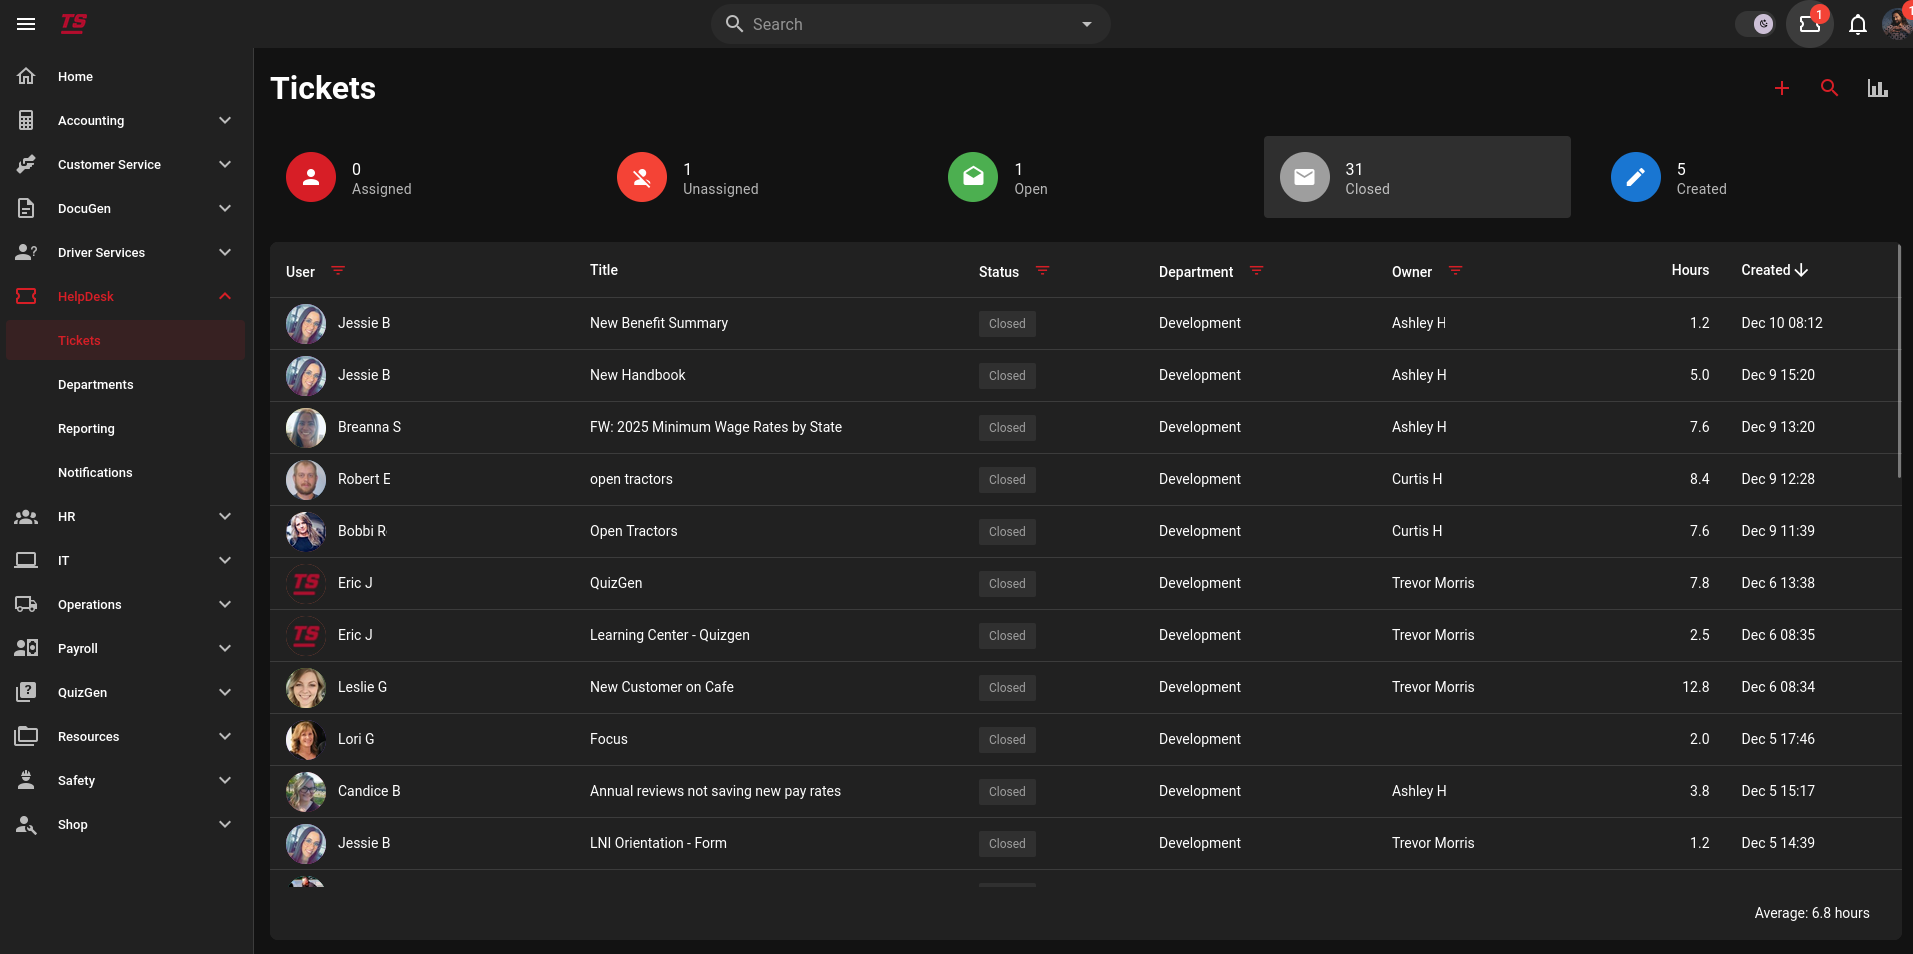 TS
Search
1
1
Home
Accounting
Customer Service
DocuGen
Driver Services
HelpDesk
Tickets
Departments
Reporting
Notifications
HR
IT
Operations
Payroll
QuizGen
Resources
Safety
Shop
Tickets
0
Assigned
1
Unassigned
1
Open
31
Closed
5
Created
User Title Status Department Owner Hours Created
Jessie B New Benefit Summary Closed Development Ashley H 1.2 Dec 10 08:12
Jessie B New Handbook Closed Development Ashley H 5.0 Dec 9 15:20
Breanna S FW: 2025 Minimum Wage Rates by State Closed Development Ashley H 7.6 Dec 9 13:20
Robert E open tractors Closed Development Curtis H 8.4 Dec 9 12:28
Bobbi R Open Tractors Closed Development Curtis H 7.6 Dec 9 11:39
TS Eric J QuizGen Closed Development Trevor Morris 7.8 Dec 6 13:38
TS Eric J Learning Center - Quizgen Closed Development Trevor Morris 2.5 Dec 6 08:35
Leslie G New Customer on Cafe Closed Development Trevor Morris 12.8 Dec 6 08:34
Lori G Focus Closed Development 2.0 Dec 5 17:46
Candice B Annual reviews not saving new pay rates Closed Development Ashley H 3.8 Dec 5 15:17
Jessie B LNI Orientation - Form Closed Development Trevor Morris 1.2 Dec 5 14:39
Average: 6.8 hours